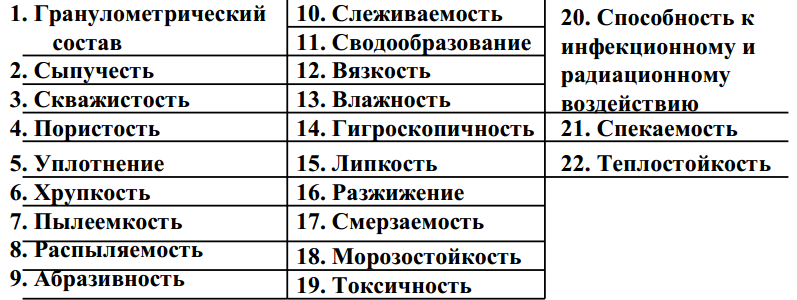 1. Гранулометрический
состав
2. Сыпучесть
3. Скважистость
4. Пористость
5. Уплотнение
6. Хрупкость
7. Пылеемкость
8. Распыляемость
9. Абразивность
10. Слеживаемость
11. Сводообразование
12. Вязкость
13. Влажность
14. Гигроскопичность
15. Липкость
16. Разжижение
17. Смерзаемость
18. Морозостойкость
19. Токсичность
20. Способность к
инфекционному и
радиационному
воздействию
21. Спекаемость
22. Теплостойкость